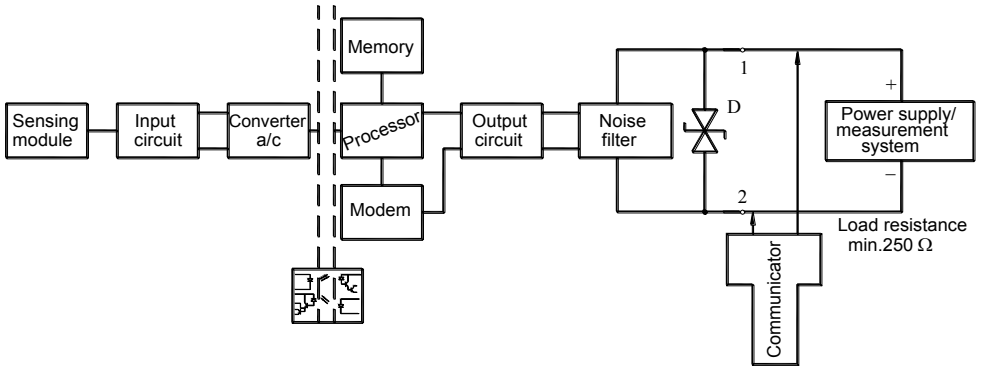 Memory
Sensing
module
Input
circuit
Converter
a/c
Processor
Output
circuit
Noise
filter
Modem
D
1
2
+
Power supply/
measurement
system
−
Load resistance
min.250 Ω
Communicator